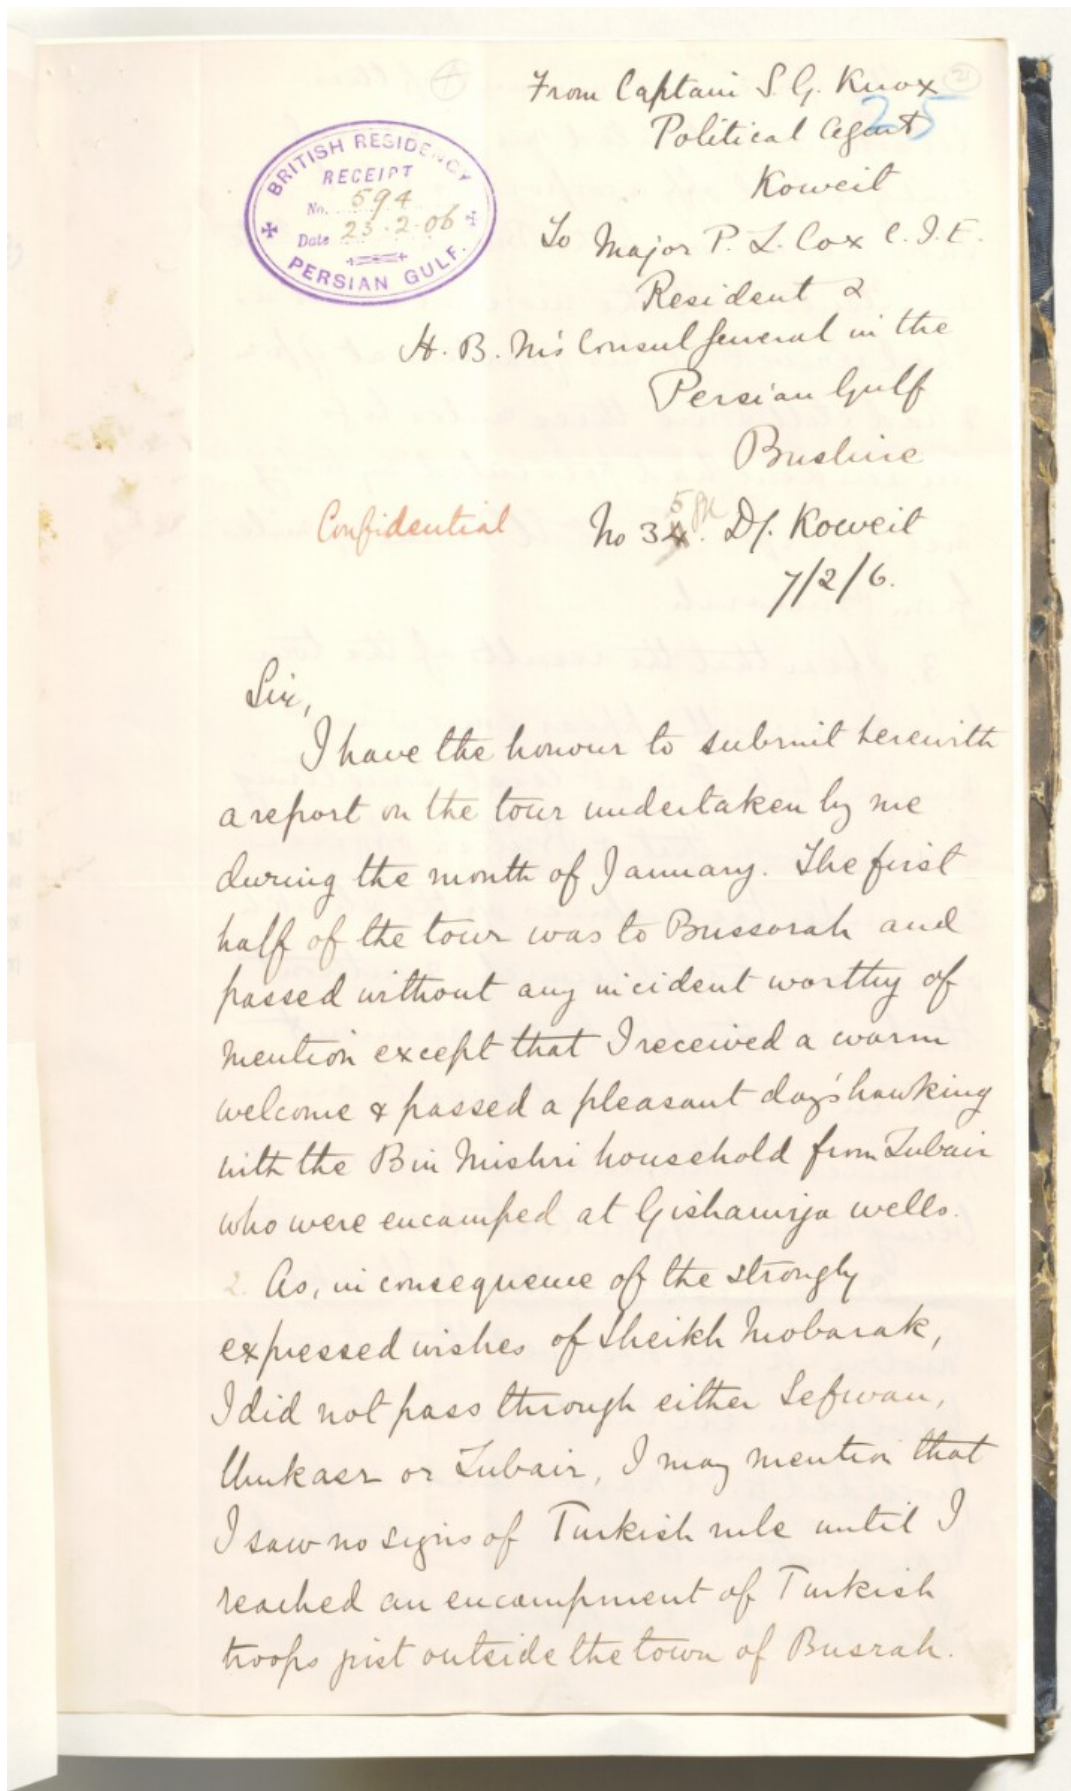 From Captain S. G. Knox
21
25
Political Agent
Koweit
To Major P. Z. Cox C.I.E.
Resident &
H. B. M's Consul General in the
Persian Gulf
Bushire
BRITISH RESIDENCY
RECEIPT
No. 594
Date 23-2-06
PERSIAN GULF.
Confidential
No 34. D/. Koweit
5
7/2/6.
Sir,
I have the honour to submit herewith
a report on the tour undertaken by me
during the month of January. The first
half of the tour was to Bussorah and
passed without any incident worthy of
mention except that I received a warm
welcome & passed a pleasant day's hawking
with the Bin Mishri household from Zubair
who were encamped at wells.
2. As, in consequence of the strongly
expressed wishes of Sheikh Mobarak,
I did not pass through either Sefwan,
Umkasr or Zubair, I may mention that
I saw no signs of Turkish rule until I
reached an encampment of Turkish
troops just outside the town of Busrah.